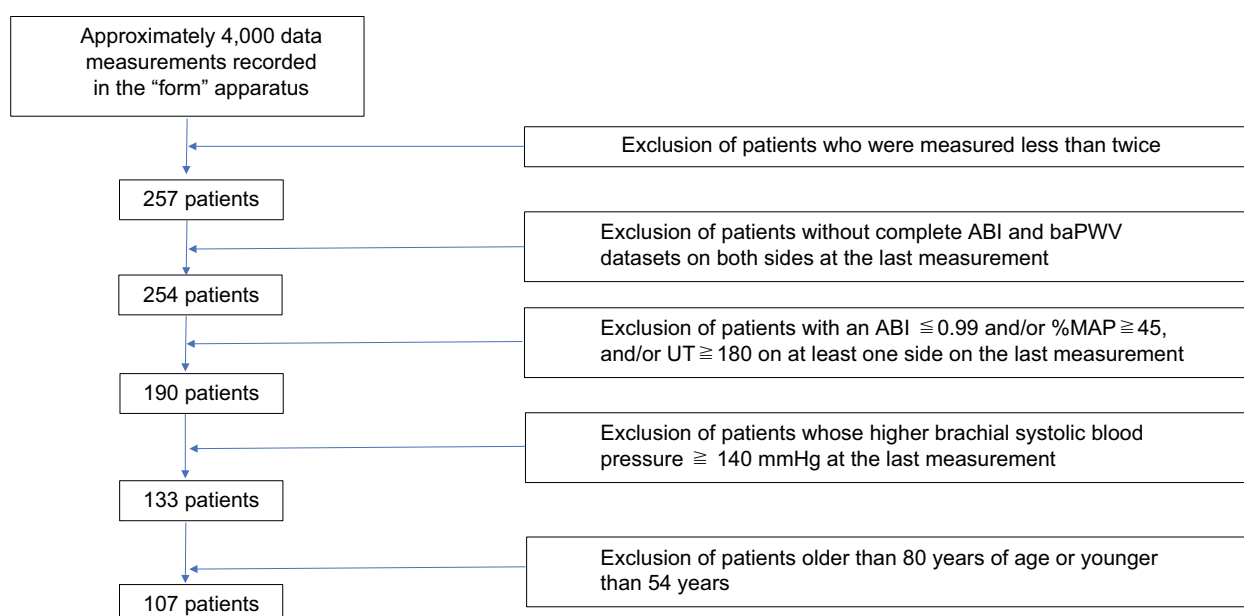 Approximately 4,000 data
measurements recorded
in the “form” apparatus
Exclusion of patients who were measured less than twice
257 patients
Exclusion of patients without complete ABI and baPWV
datasets on both sides at the last measurement
254 patients
Exclusion of patients with an ABI ≦0.99 and/or %MAP≧45,
and/or UT≧180 on at least one side on the last measurement
190 patients
Exclusion of patients whose higher brachial systolic blood
pressure ≧ 140 mmHg at the last measurement
133 patients
Exclusion of patients older than 80 years of age or younger
than 54 years
107 patients